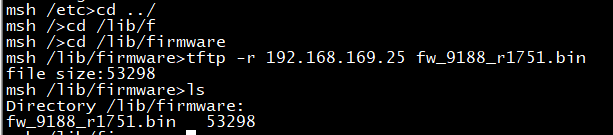 msh /etc>cd ../
msh />cd /lib/f
msh />cd /lib/firmware
msh /lib/firmware>tftp -r 192.168.169.25 fw_9188_r1751.bin
file size:53298
msh /lib/firmware>ls
Directory /lib/firmware:
fw_9188_r1751.bin   53298